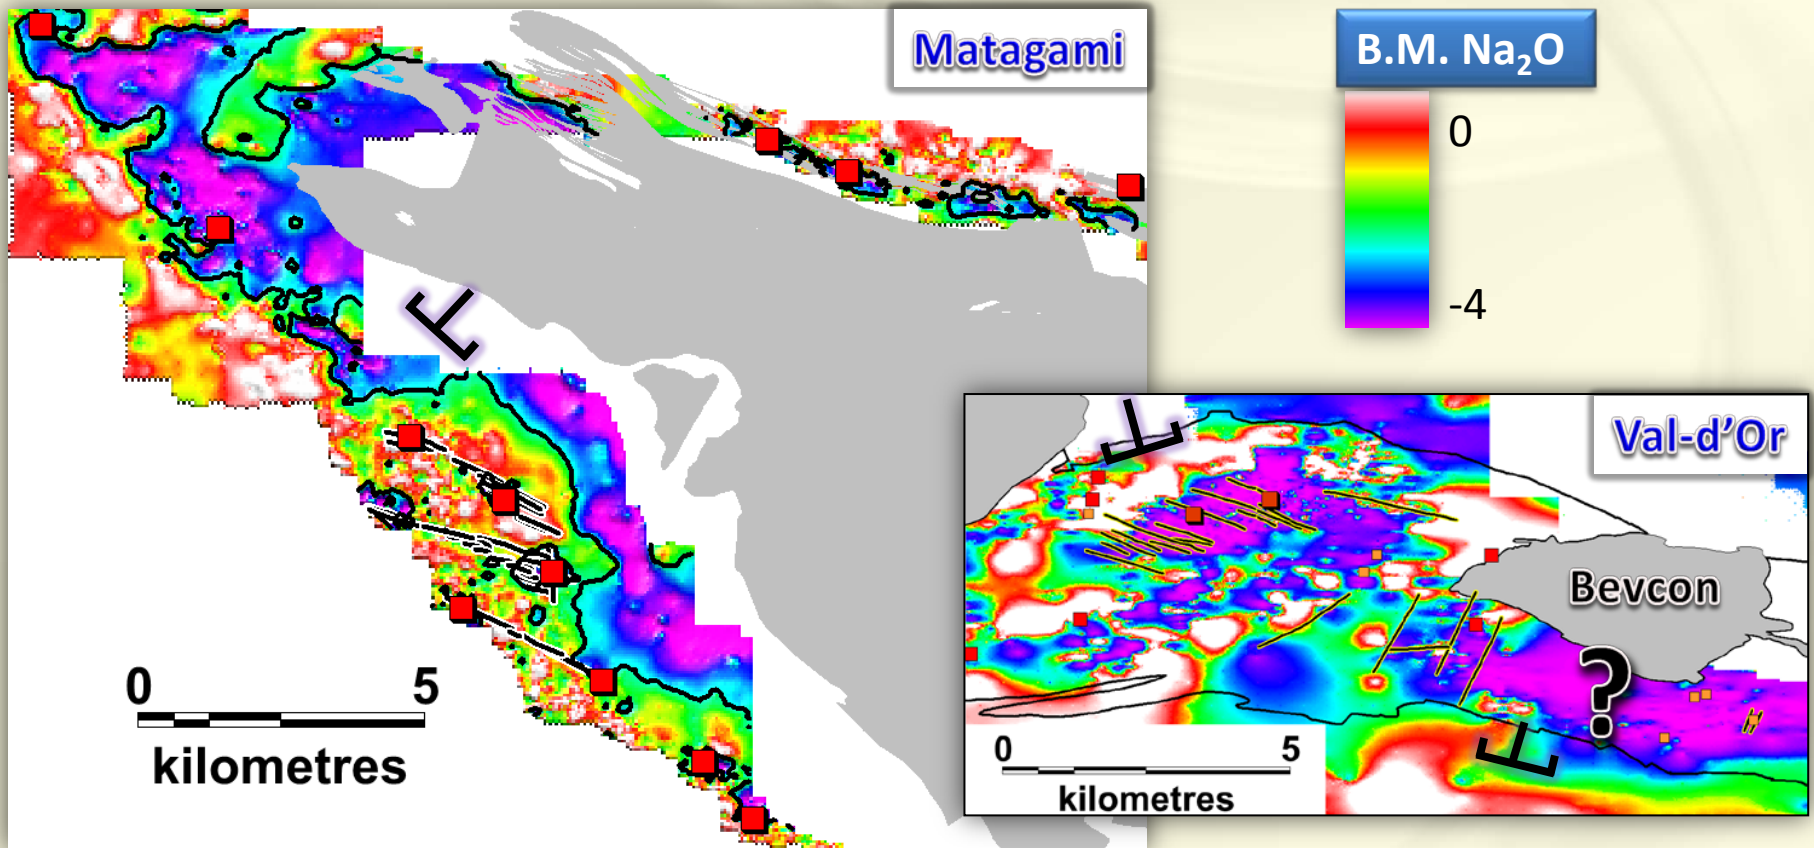 Matagami
B.M. Na₂O
0
-4
Val-d'Or
Bevcon
?
0 5
kilometres
0 5
kilometres